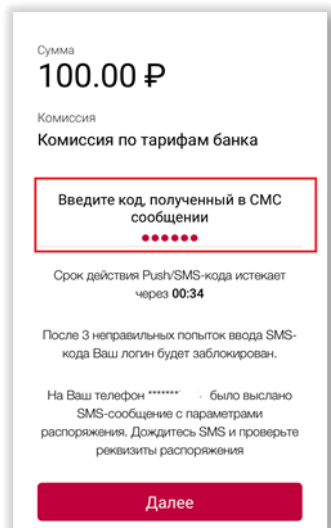 Сумма
100.00 ₽
Комиссия
Комиссия по тарифам банка
Введите код, полученный в СМС
сообщении
••••••
Срок действия Push/SMS-кода истекает
через 00:34
После 3 неправильных попыток ввода SMS-
кода Ваш логин будет заблокирован.
На Ваш телефон ******* было выслано
SMS-сообщение с параметрами
распоряжения. Дождитесь SMS и проверьте
реквизиты распоряжения
Далее